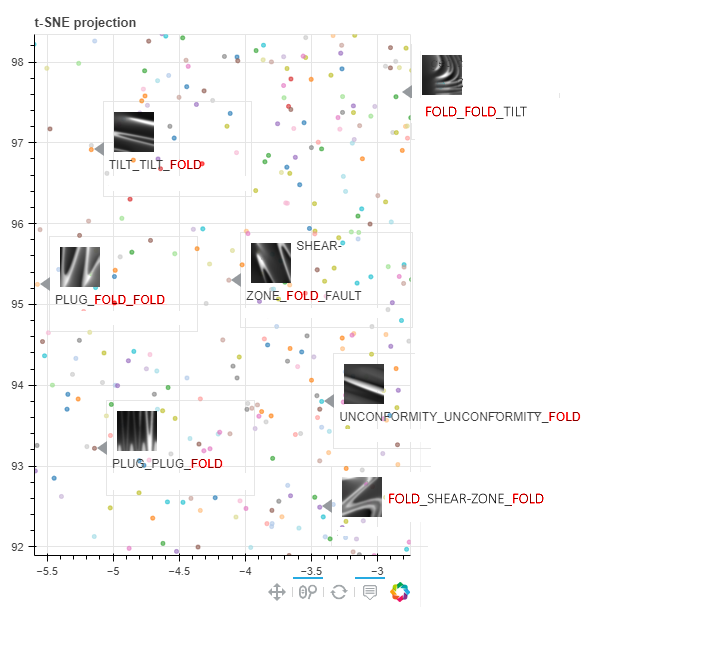 t-SNE projection
98
FOLD_FOLD_TILT
97
TILT_TILT_FOLD
96
SHEAR-
ZONE_FOLD_FAULT
PLUG_FOLD_FOLD
95
94
UNCONFORMITY_UNCONFORMITY_FOLD
93
PLUG_PLUG_FOLD
FOLD_SHEAR-ZONE_FOLD
92
−5.5 −5 −4.5 −4 −3.5 −3